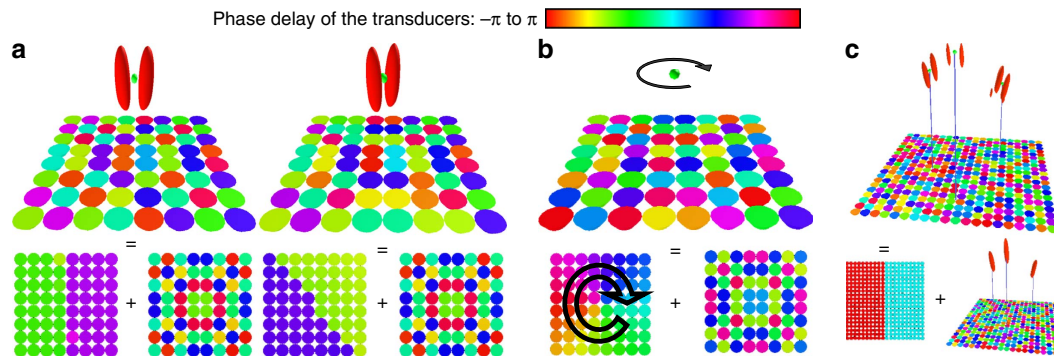 Phase delay of the transducers: –π to π
a
b
c
=
=
=
=
+
+
+
+